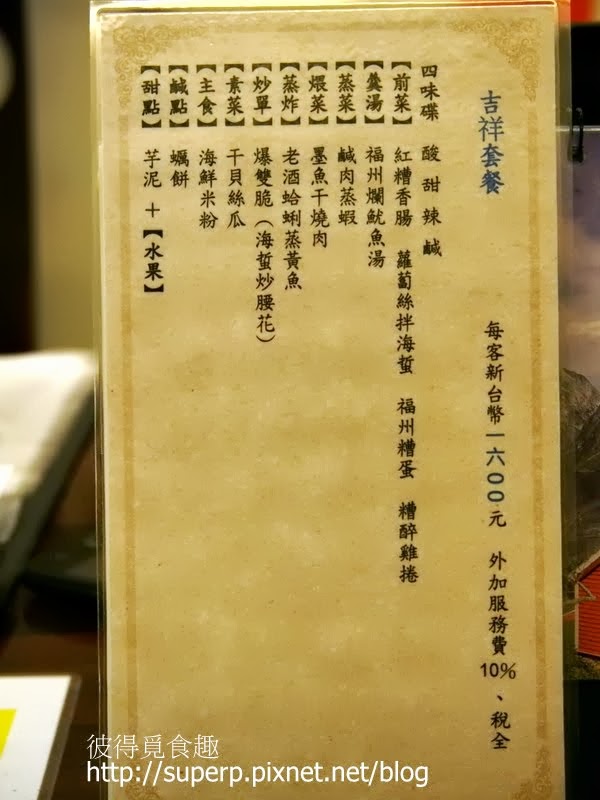 吉祥套餐 每客新台幣一六００元 外加服務費10%、稅全
四味碟 酸甜辣鹹
【前菜】 紅糟香腸 蘿蔔絲拌海蜇 福州糟蛋 糟醉雞捲
【羹湯】 福州爛魷魚湯
【蒸菜】 鹹肉蒸蝦
【煨菜】 墨魚干燒肉
【蒸炸】 老酒蛤蜊蒸黃魚
【炒單】 爆雙脆（海蜇炒腰花）
【素菜】 干貝絲瓜
【主食】 海鮮米粉
【鹹點】 蠣餅
【甜點】 芋泥＋【水果】
彼得覓食趣
http://superp.pixnet.net/blog